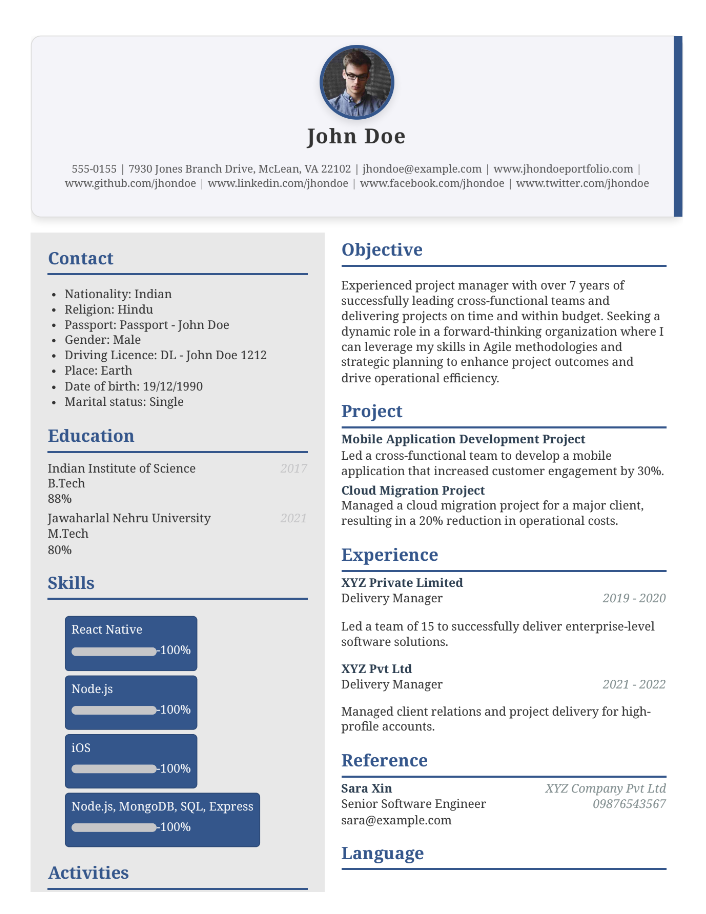 John Doe
555-0155 | 7930 Jones Branch Drive, McLean, VA 22102 | jhondoe@example.com | www.jhondoeportfolio.com |
www.github.com/jhondoe | www.linkedin.com/jhondoe | www.facebook.com/jhondoe | www.twitter.com/jhondoe
Contact
• Nationality: Indian
• Religion: Hindu
• Passport: Passport - John Doe
• Gender: Male
• Driving Licence: DL - John Doe 1212
• Place: Earth
• Date of birth: 19/12/1990
• Marital status: Single
Education
Indian Institute of Science 2017
B.Tech
88%
Jawaharlal Nehru University 2021
M.Tech
80%
Skills
React Native
-100%
Node.js
-100%
iOS
-100%
Node.js, MongoDB, SQL, Express
-100%
Activities
Objective
Experienced project manager with over 7 years of
successfully leading cross-functional teams and
delivering projects on time and within budget. Seeking a
dynamic role in a forward-thinking organization where I
can leverage my skills in Agile methodologies and
strategic planning to enhance project outcomes and
drive operational efficiency.
Project
Mobile Application Development Project
Led a cross-functional team to develop a mobile
application that increased customer engagement by 30%.
Cloud Migration Project
Managed a cloud migration project for a major client,
resulting in a 20% reduction in operational costs.
Experience
XYZ Private Limited
Delivery Manager 2019 - 2020
Led a team of 15 to successfully deliver enterprise-level
software solutions.
XYZ Pvt Ltd
Delivery Manager 2021 - 2022
Managed client relations and project delivery for high-
profile accounts.
Reference
Sara Xin XYZ Company Pvt Ltd
Senior Software Engineer 09876543567
sara@example.com
Language